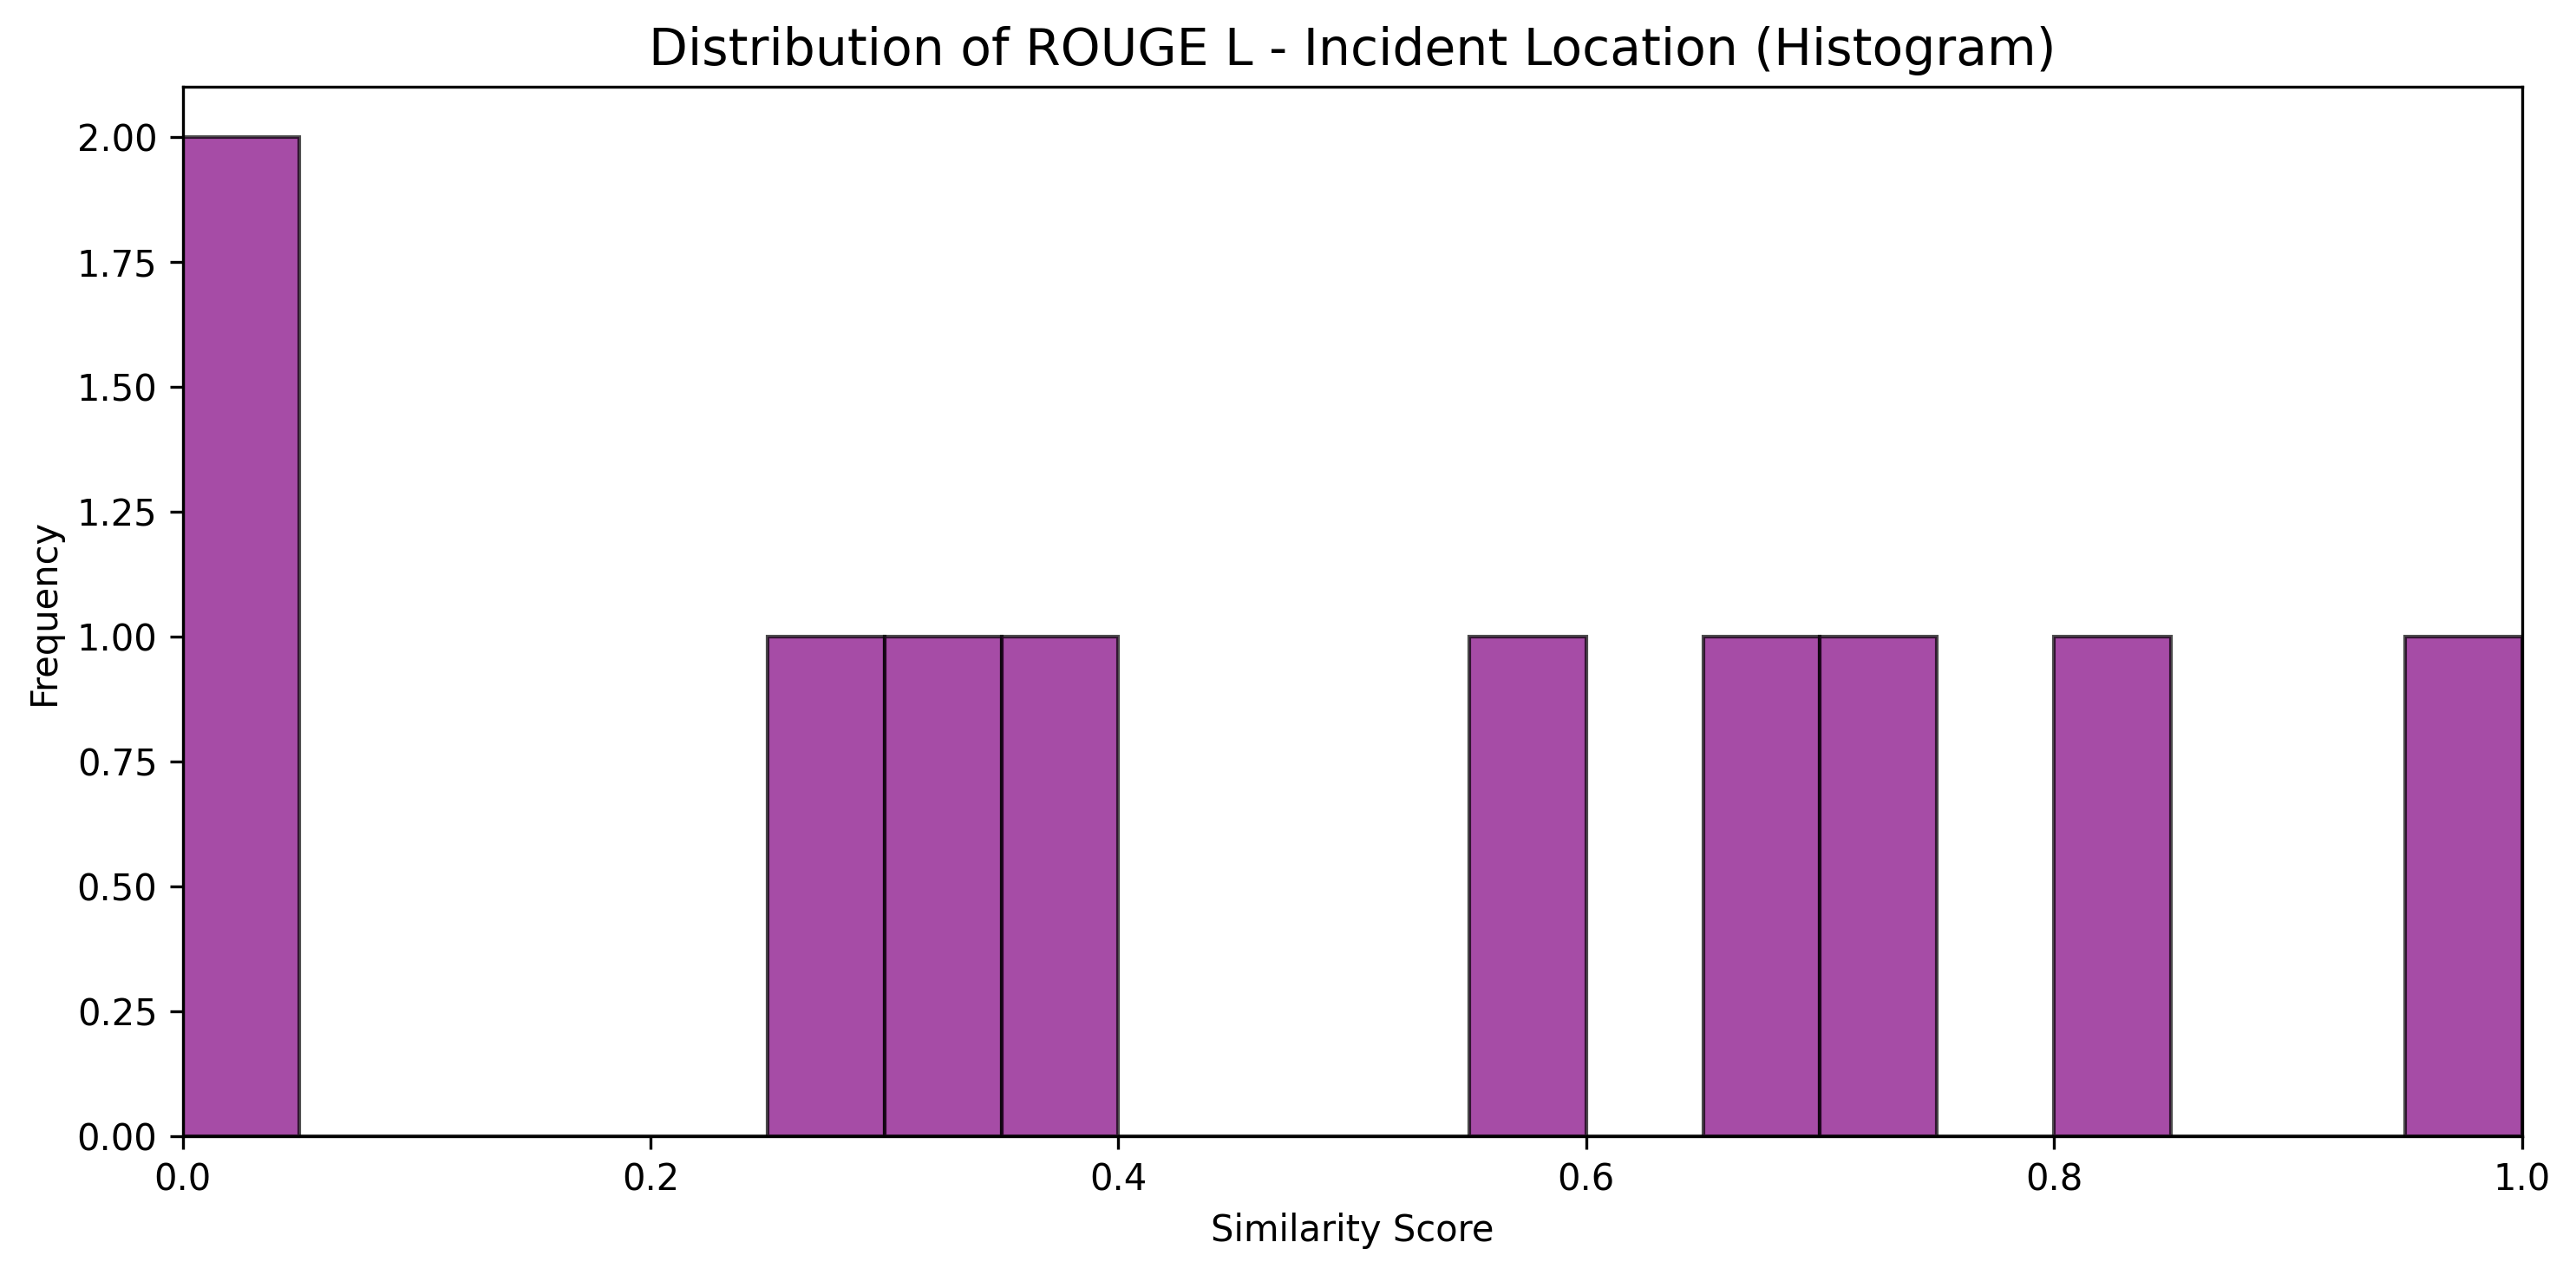 Distribution of ROUGE L - Incident Location (Histogram)
Frequency
2.00
1.75
1.50
1.25
1.00
0.75
0.50
0.25
0.00
0.0 0.2 0.4 0.6 0.8 1.0
Similarity Score